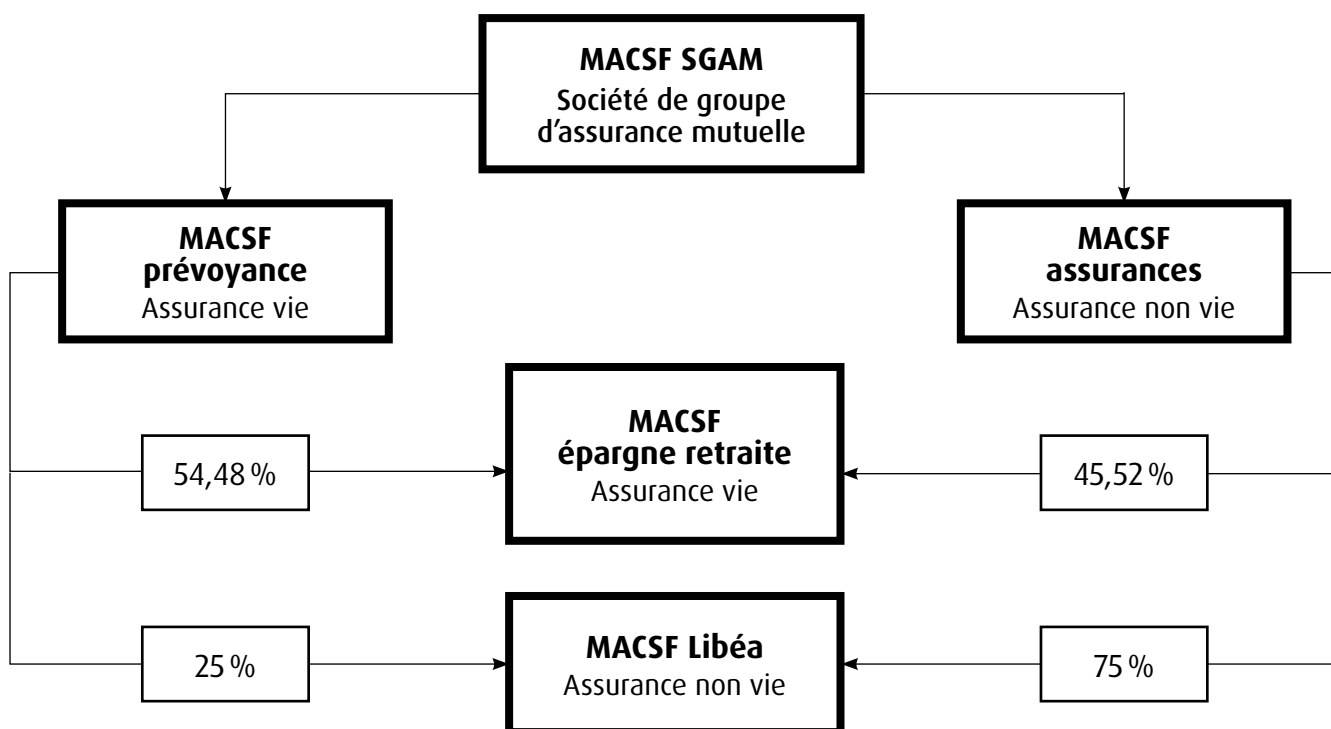 MACSF SGAM
Société de groupe
d’assurance mutuelle
MACSF
prévoyance
Assurance vie
MACSF
assurances
Assurance non vie
MACSF
épargne retraite
Assurance vie
54,48 %
45,52 %
MACSF Libéa
Assurance non vie
25 %
75 %